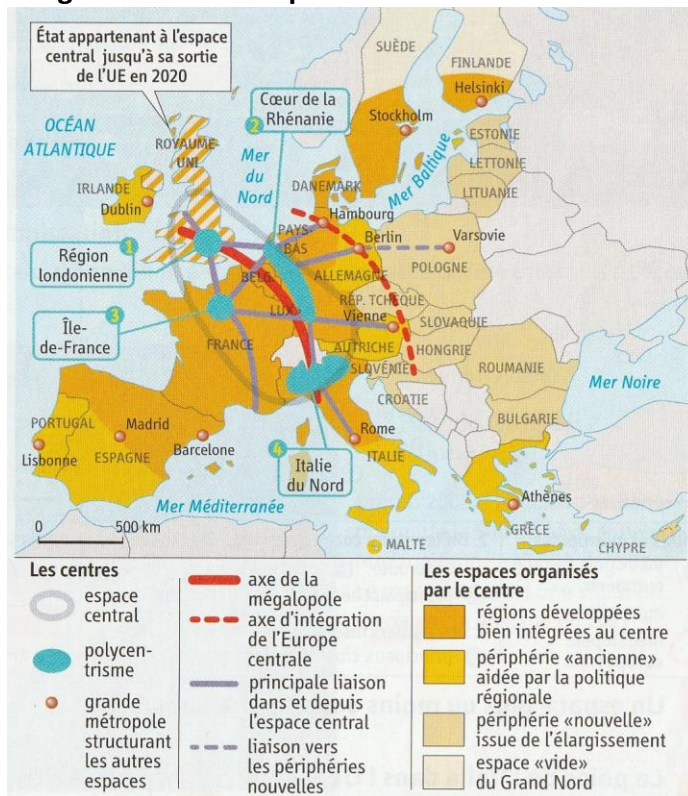 État appartenant à l'espace
central jusqu'à sa sortie
de l'UE en 2020
SUÈDE
FINLANDE
Helsinki
Cœur de la
Rhénanie
2
Stockholm
OCÉAN
ATLANTIQUE
ROYAUME-
UNI
Mer
du
Nord
ESTONIE
LETTONIE
LITUANIE
Mer Baltique
DANEMARK
IRLANDE
Dublin
Hambourg
PAYS-
BAS
Berlin
Varsovie
POLOGNE
1
Région
londonienne
BELG.
ALLEMAGNE
RÉP. TCHÈQUE
LUX.
3
Île-
de-France
FRANCE
Vienne
SLOVAQUIE
AUTRICHE
HONGRIE
SLOVÉNIE
ROUMANIE
CROATIE
Mer Noire
BULGARIE
PORTUGAL
Madrid
Lisbonne
ESPAGNE
Barcelone
Rome
ITALIE
4
Italie
du Nord
Mer Méditerranée
Athènes
GRÈCE
0 500 km
MALTE
CHYPRE
Les centres
espace
central
polycen-
trisme
grande
métropole
structurant
les autres
espaces
axe de la
mégalopole
axe d'intégration
de l'Europe
centrale
principale liaison
dans et depuis
l'espace central
liaison vers
les périphéries
nouvelles
Les espaces organisés
par le centre
régions développées
bien intégrées au centre
périphérie «ancienne»
aidée par la politique
régionale
périphérie «nouvelle»
issue de l'élargissement
espace «vide»
du Grand Nord